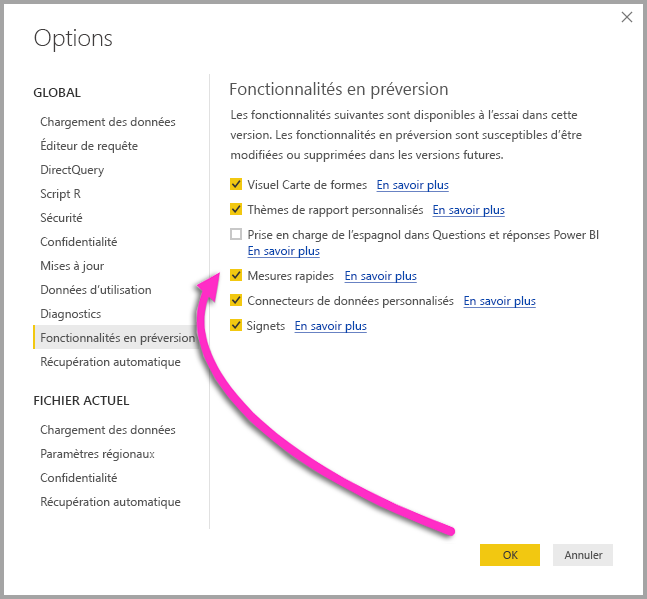 Options
GLOBAL
Chargement des données
Éditeur de requête
DirectQuery
Script R
Sécurité
Confidentialité
Mises à jour
Données d'utilisation
Diagnostics
Fonctionnalités en préversion
Récupération automatique
FICHIER ACTUEL
Chargement des données
Paramètres régionaux
Confidentialité
Récupération automatique
Fonctionnalités en préversion
Les fonctionnalités suivantes sont disponibles à l'essai dans cette
version. Les fonctionnalités en préversion sont susceptibles d'être
modifiées ou supprimées dans les versions futures.
Visuel Carte de formes En savoir plus
Thèmes de rapport personnalisés En savoir plus
Prise en charge de l'espagnol dans Questions et réponses Power BI
En savoir plus
Mesures rapides En savoir plus
Connecteurs de données personnalisés En savoir plus
Signets En savoir plus
OK Annuler